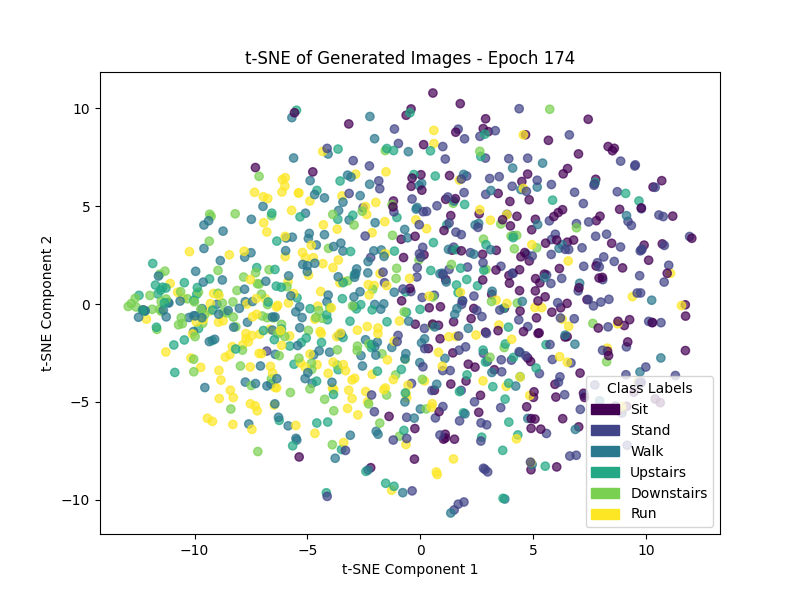 t-SNE of Generated Images - Epoch 174
10
5
0
−5
−10
t-SNE Component 2
−10
−5
0
5
10
t-SNE Component 1
Class Labels
Sit
Stand
Walk
Upstairs
Downstairs
Run